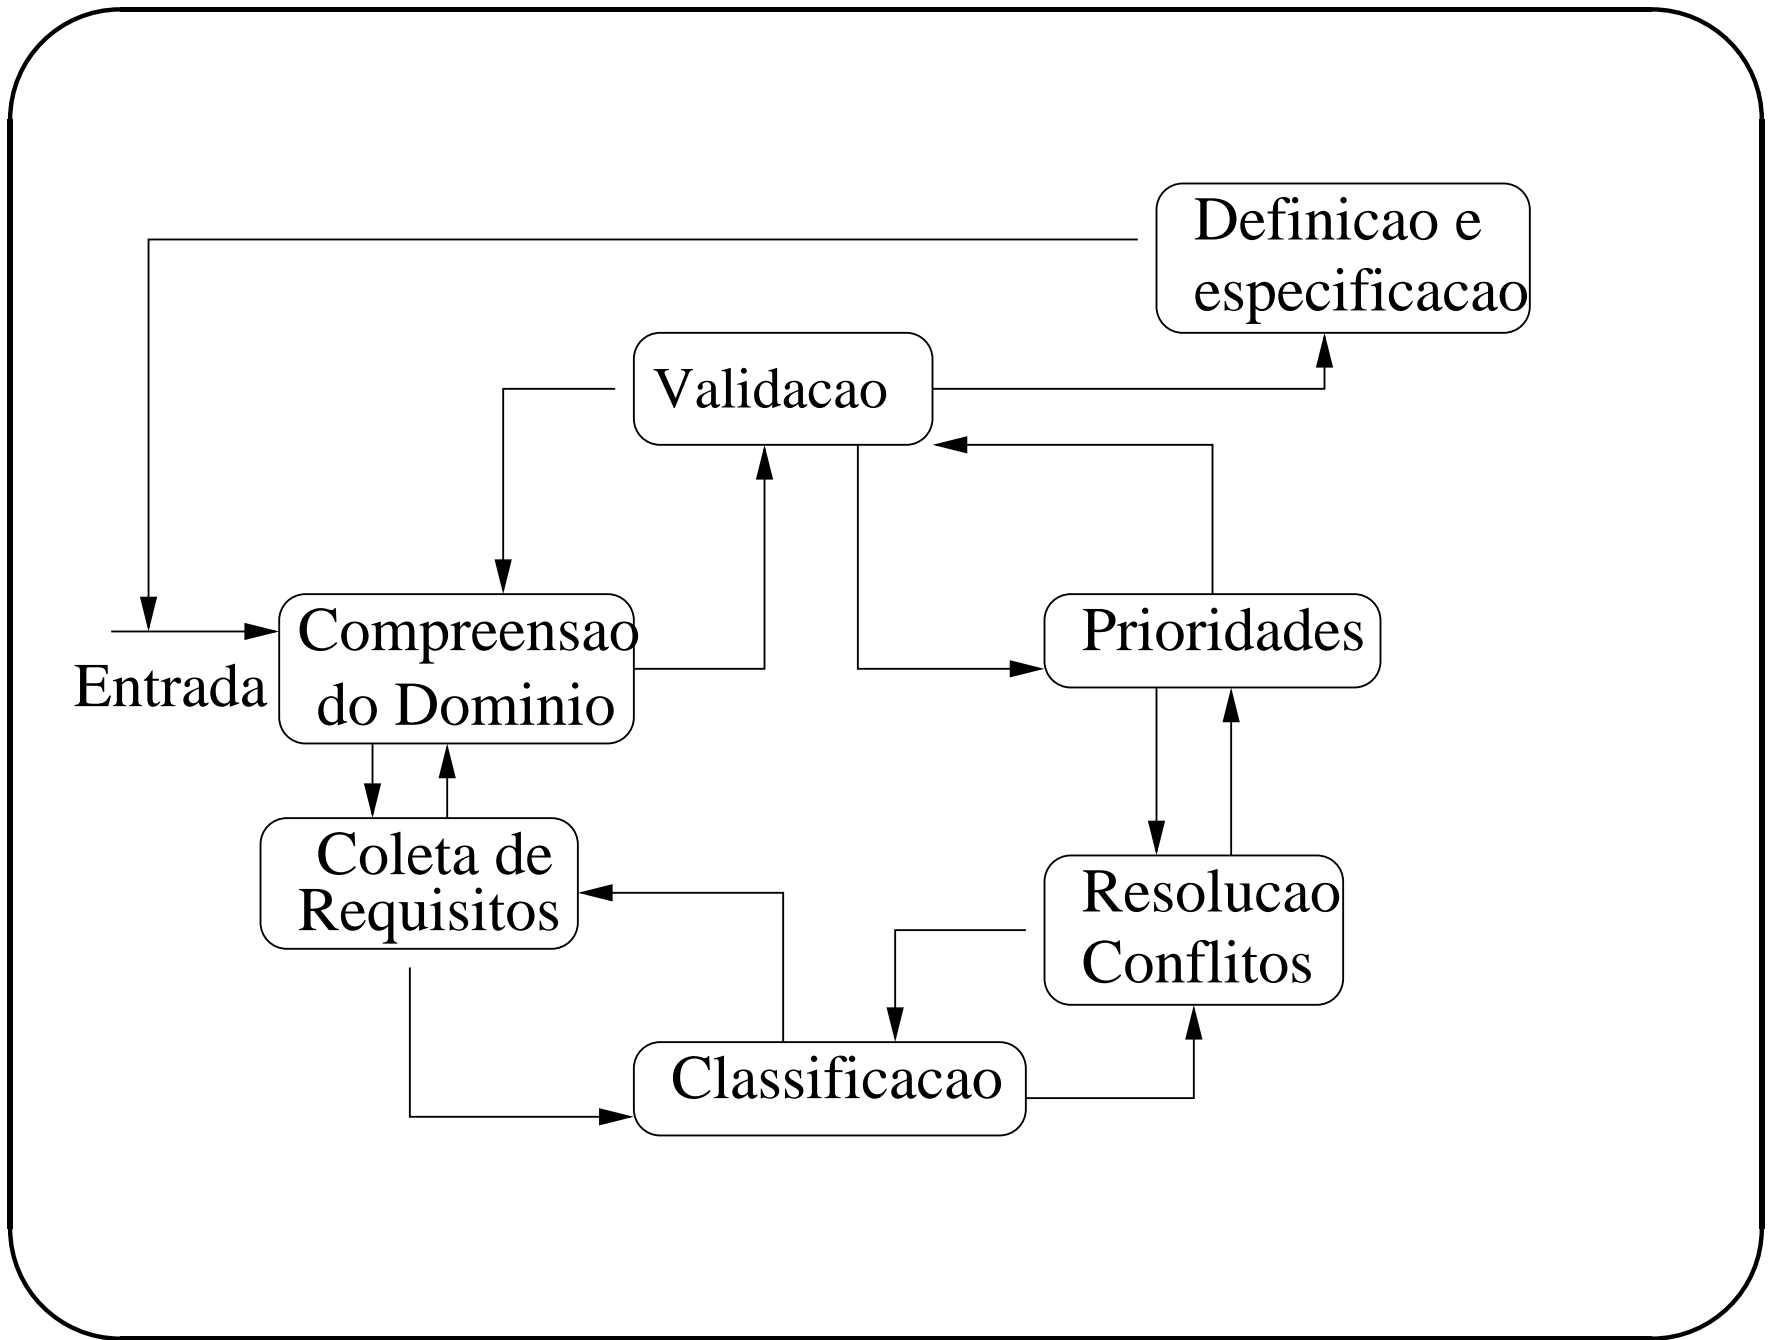 Definicao e
especificacao
Validacao
Compreensao
do Dominio
Entrada
Prioridades
Coleta de
Requisitos
Resolucao
Conflitos
Classificacao